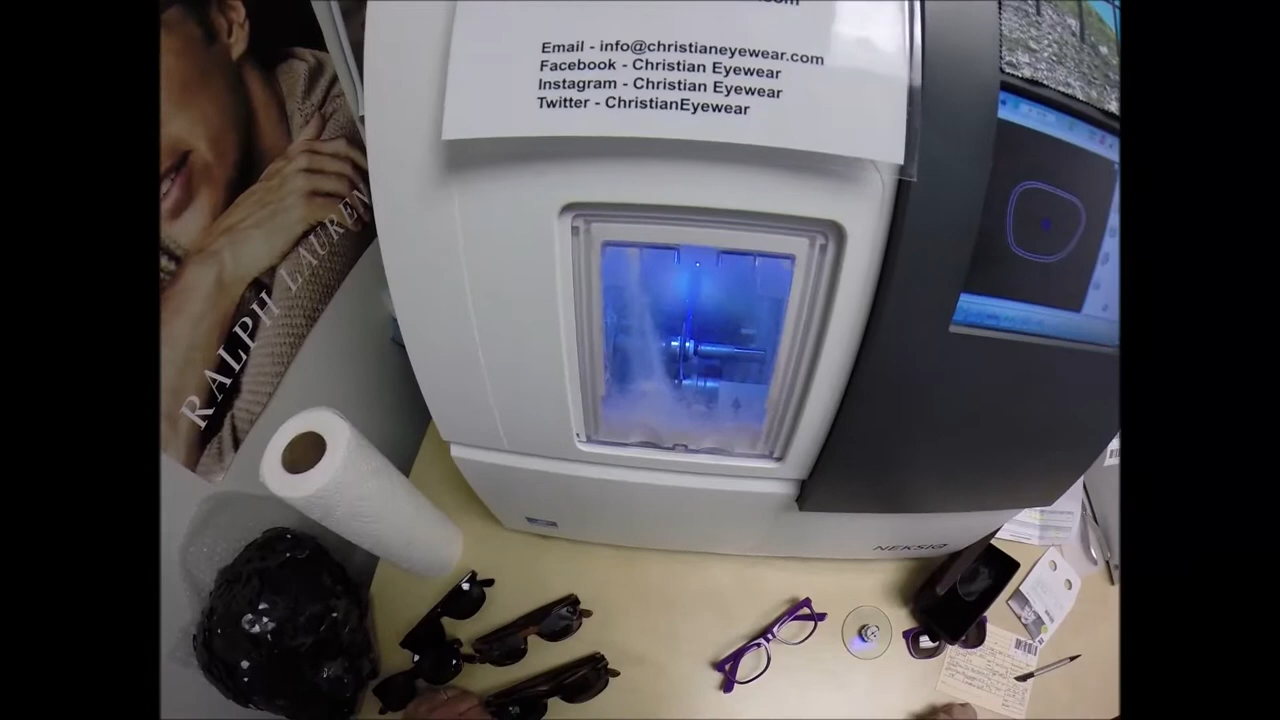 Email - info@christianeyewear.com
Facebook - Christian Eyewear
Instagram - Christian Eyewear
Twitter - ChristianEyewear
RALPH LAUREN
NEKSIA